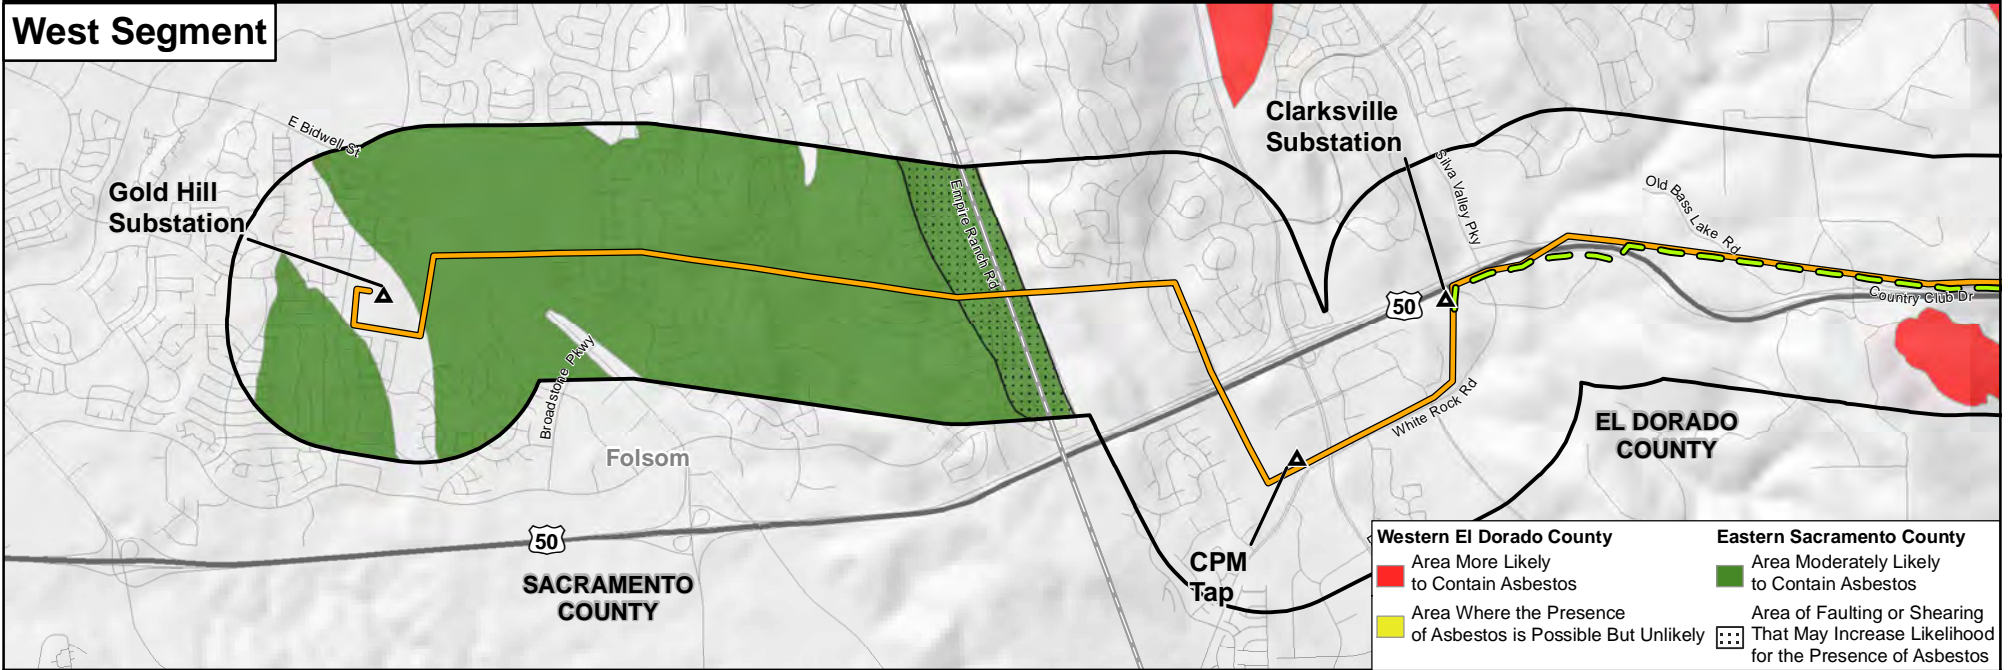 West Segment
E Bidwell St
Gold Hill
Substation
Empire Ranch Rd
Clarksville
Substation
Silva Valley Pky
Old Bass Lake Rd
50
Country Club Dr
Broadstone Pkwy
White Rock Rd
Folsom
EL DORADO
COUNTY
50
SACRAMENTO
COUNTY
CPM
Tap
Western El Dorado County
Area More Likely
to Contain Asbestos
Area Where the Presence
of Asbestos is Possible But Unlikely
Eastern Sacramento County
Area Moderately Likely
to Contain Asbestos
Area of Faulting or Shearing
That May Increase Likelihood
for the Presence of Asbestos